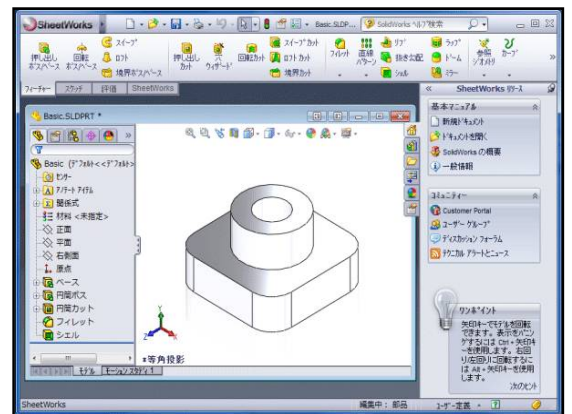 SheetWorks
Basic.SLDP...
SolidWorks ヘルプ検索
押し出し ボス/ベース
回転 ボス/ベース
スイープ
ロフト
境界ボス/ベース
押し出し カット
穴 ウィザード
回転カット
スイープ カット
ロフト カット
境界カット
フィレット
直線 パターン
リブ
抜き勾配
シェル
ラップ
ドーム
ミラー
参照 ジオメトリ
カーブ
フィーチャー
スケッチ
評価
SheetWorks
Basic.SLDPRT *
Basic (デフォルト<<デフォルト>
センサー
アノテート アイテム
関係式
材料 <未指定>
正面
平面
右側面
原点
ベース
円筒ボス
円筒カット
フィレット
シェル
Y
X
Z
*等角投影
モデル
モーション スタディ 1
SheetWorks リソース
基本マニュアル
新規ドキュメント
ドキュメントを開く
SolidWorks の概要
一般情報
コミュニティー
Customer Portal
ユーザー グループ
ディスカッション フォーラム
テクニカル アラートとニュース
ワンポイント
矢印キーでモデルを回転
できます。表示をパニン
グするには Ctrl + 矢印キ
ーを使用します。右回
り/左回りに回転するに
は Alt + 矢印キーを使用
します。
次のヒント
SheetWorks
編集中: 部品
ユーザー定義